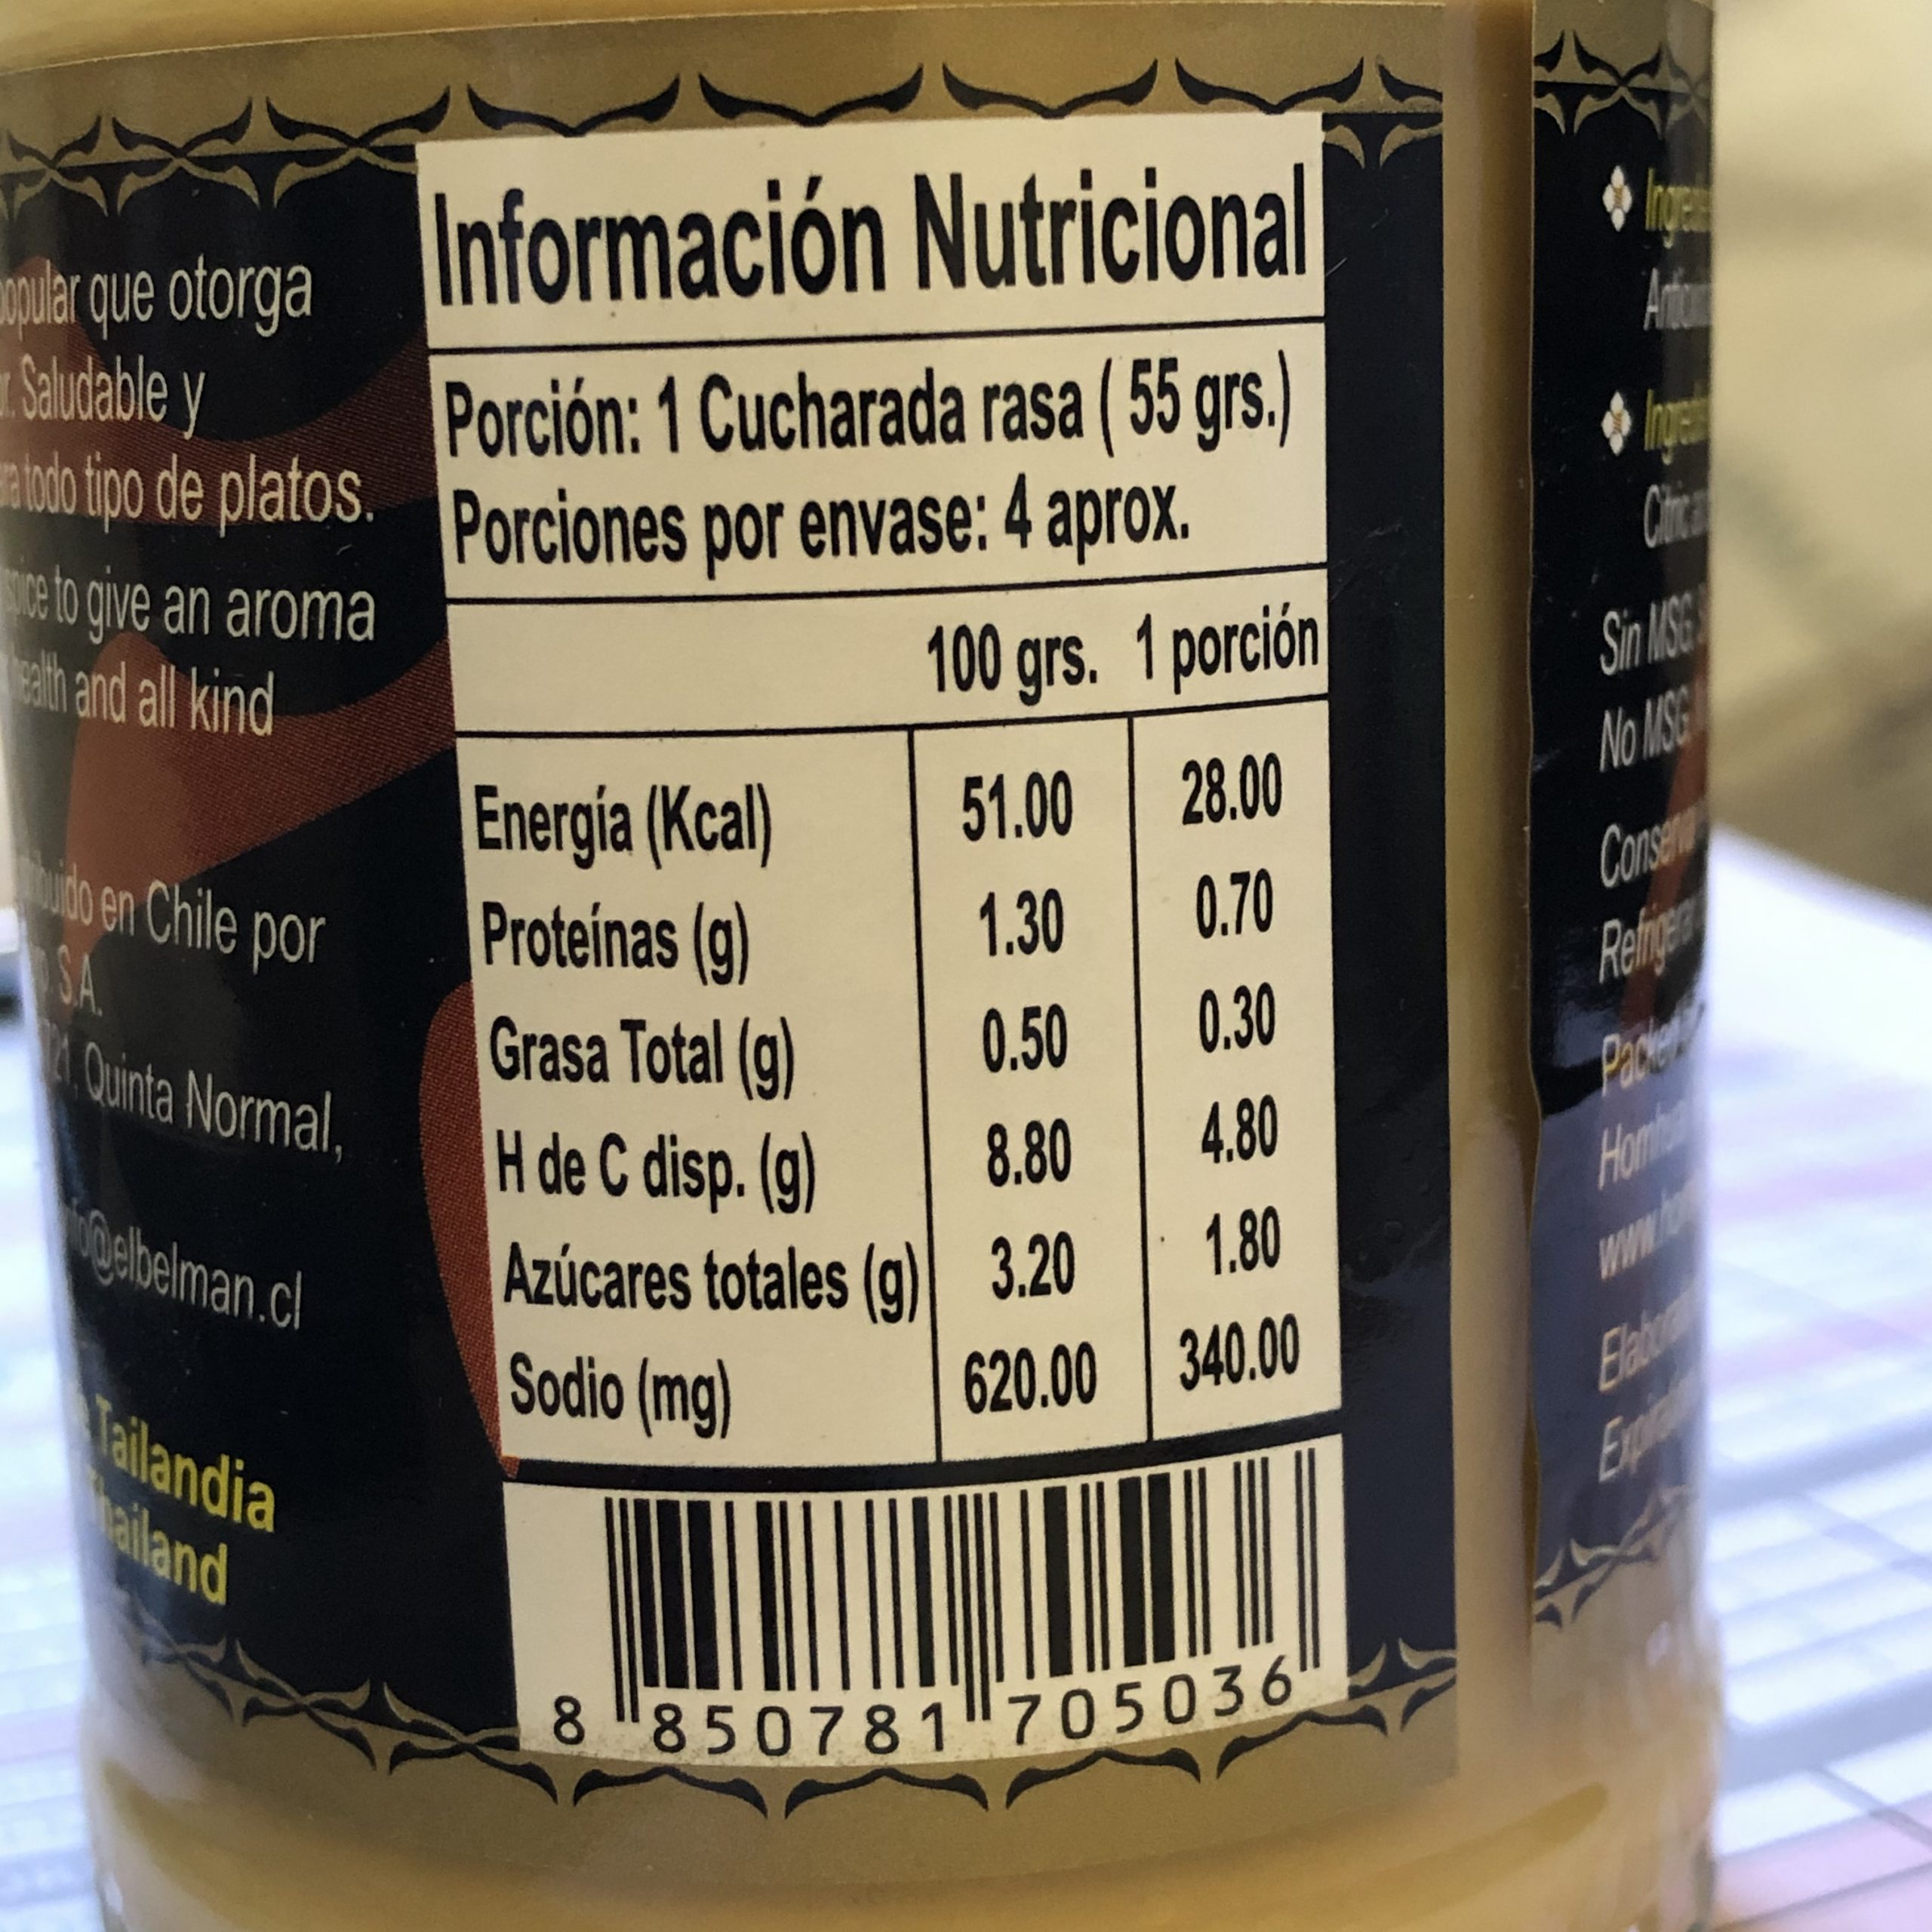 popular que otorga
Saludable y
todo tipo de platos.
spice to give an aroma
health and all kind
en Chile por
S.A.
21, Quinta Normal,
info@elbelman.cl
Tailandia
Thailand
Información Nutricional
Porción: 1 Cucharada rasa ( 55 grs.)
Porciones por envase: 4 aprox.
100 grs. 1 porción
Energía (Kcal) 51.00 28.00
Proteínas (g) 1.30 0.70
Grasa Total (g) 0.50 0.30
H de C disp. (g) 8.80 4.80
Azúcares totales (g) 3.20 1.80
Sodio (mg) 620.00 340.00
8 850781 705036
Sin MSG
No MSG